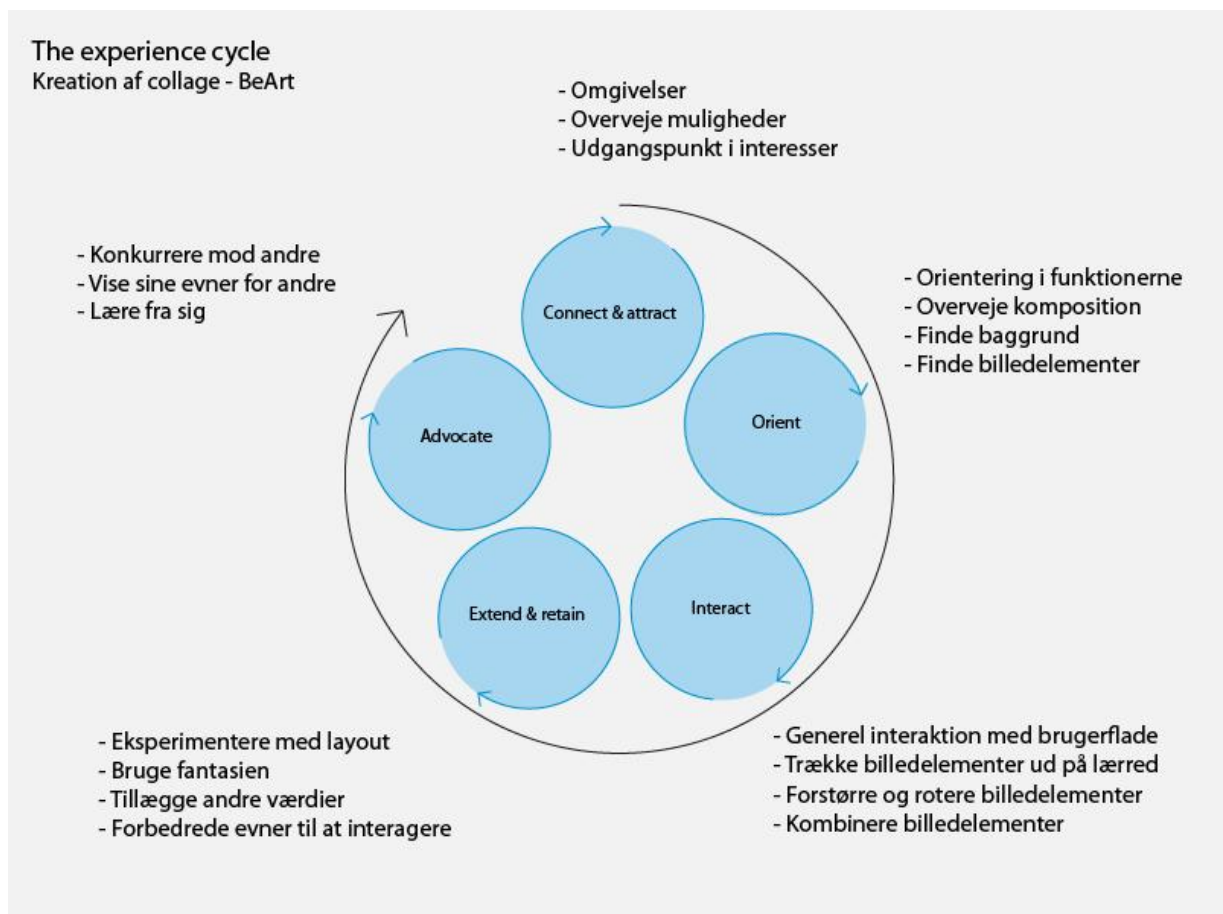 The experience cycle
Kreation af collage - BeArt
- Omgivelser
- Overveje muligheder
- Udgangspunkt i interesser
Connect & attract
- Orientering i funktionerne
- Overveje komposition
- Finde baggrund
- Finde billedelementer
Orient
Interact
- Generel interaktion med brugerflade
- Trække billedelementer ud på lærred
- Forstørre og rotere billedelementer
- Kombinere billedelementer
Extend & retain
- Eksperimentere med layout
- Bruge fantasien
- Tillægge andre værdier
- Forbedrede evner til at interagere
Advocate
- Konkurrere mod andre
- Vise sine evner for andre
- Lære fra sig